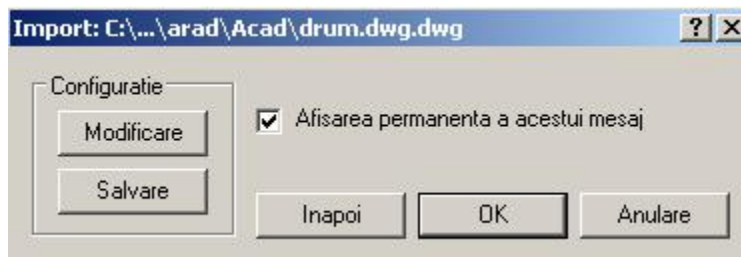 Import: C:\...\arad\Acad\drum.dwg.dwg
Configuratie
Modificare
Afisarea permanenta a acestui mesaj
Salvare
Inapoi
OK
Anulare